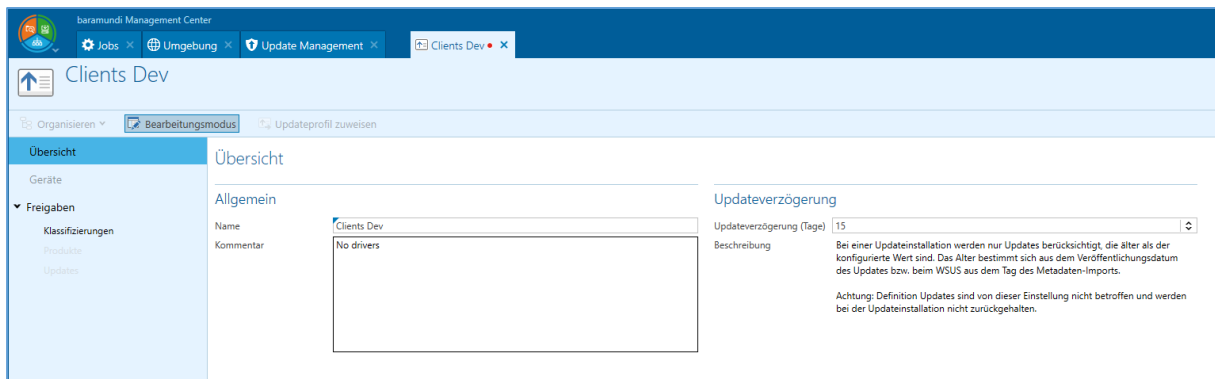 baramundi Management Center
Jobs
Umgebung
Update Management
Clients Dev
Clients Dev
Organisieren
Bearbeitungsmodus
Updateprofil zuweisen
Übersicht
Geräte
Freigaben
Klassifizierungen
Produkte
Updates
Übersicht
Allgemein
Name
Clients Dev
Kommentar
No drivers
Updateverzögerung
Updateverzögerung (Tage)
15
Beschreibung
Bei einer Updateinstallation werden nur Updates berücksichtigt, die älter als der
konfigurierte Wert sind. Das Alter bestimmt sich aus dem Veröffentlichungsdatum
des Updates bzw. beim WSUS aus dem Tag des Metadaten-Imports.
Achtung: Definition Updates sind von dieser Einstellung nicht betroffen und werden
bei der Updateinstallation nicht zurückgehalten.